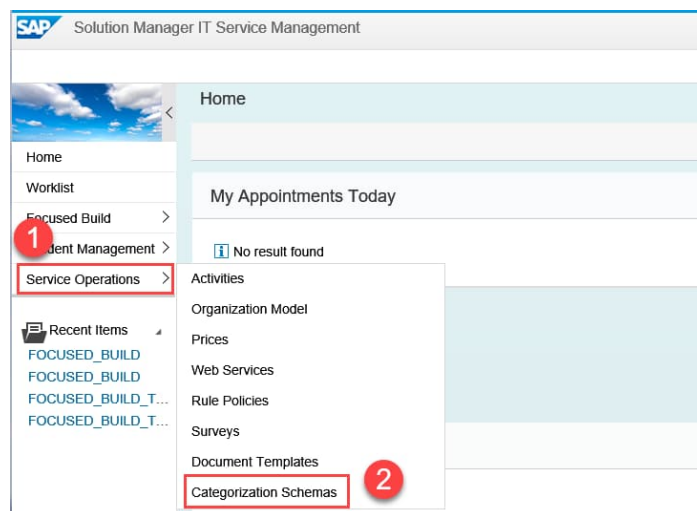 SAP Solution Manager IT Service Management
Home
Home
Worklist
My Appointments Today
Focused Build
1
dent Management
No result found
Service Operations
Activities
Organization Model
Prices
Web Services
Rule Policies
Surveys
Document Templates
Categorization Schemas
2
Recent Items
FOCUSED_BUILD
FOCUSED_BUILD
FOCUSED_BUILD_T...
FOCUSED_BUILD_T...